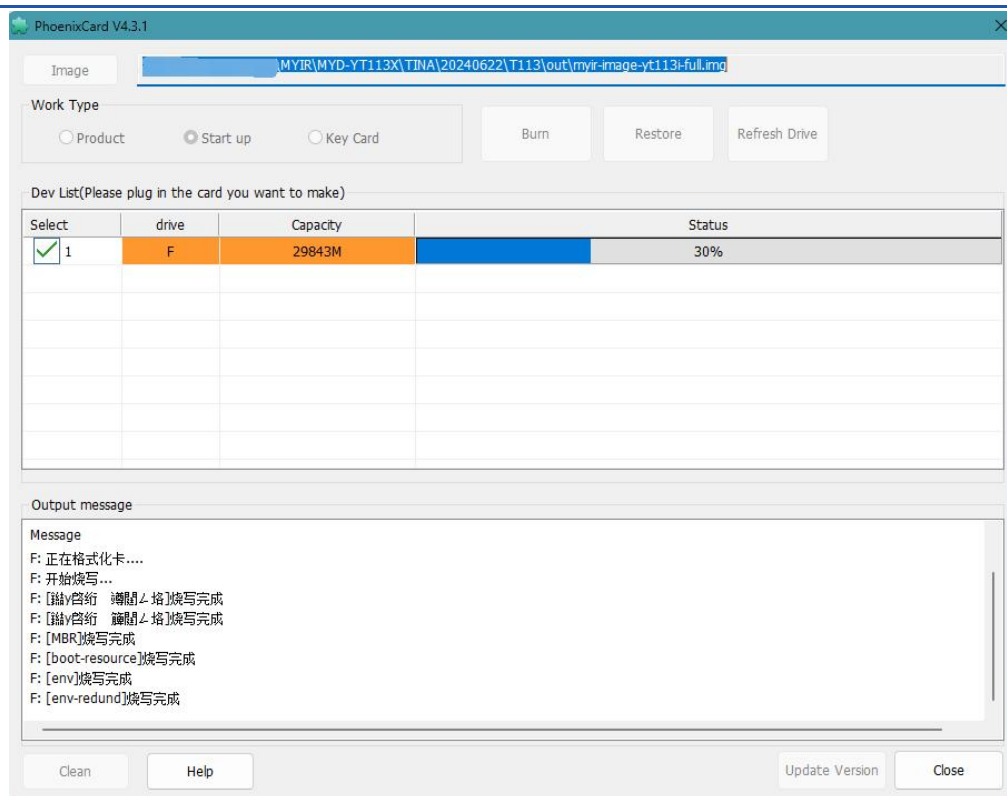 PhoenixCard V4.3.1
Image
\MYIR\MYD-YT113X\TINA\20240622\T113\out\myir-image-yt113i-full.img
Work Type
Product Start up Key Card
Burn Restore Refresh Drive
Dev List(Please plug in the card you want to make)
Select drive Capacity Status
1 F 29843M 30%
Output message
Message
F: 正在格式化卡....
F: 开始烧写...
F: 烧写完成
F: 烧写完成
F: [MBR]烧写完成
F: [boot-resource]烧写完成
F: [env]烧写完成
F: [env-redund]烧写完成
Clean Help Update Version Close